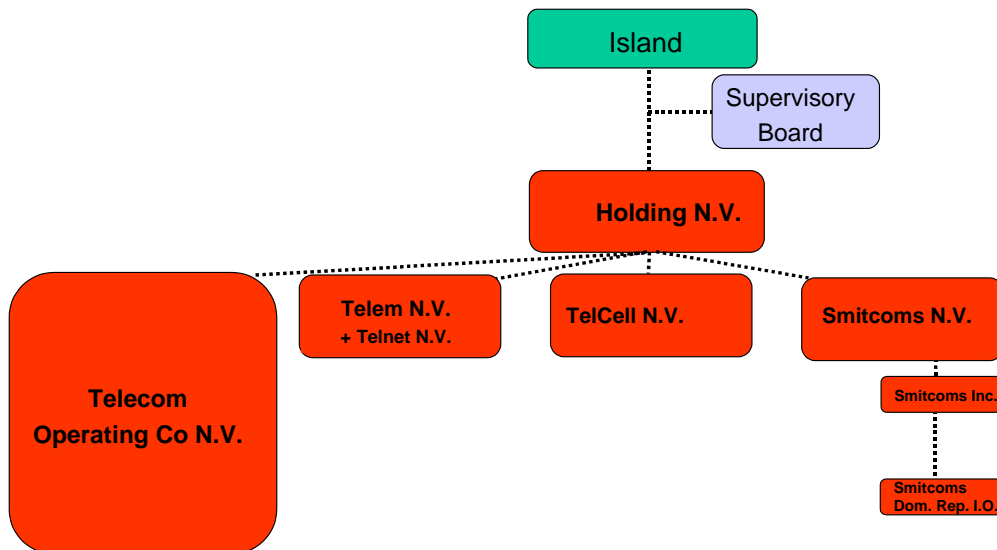 Island
Supervisory
Board
Holding N.V.
Telem N.V.
+ Telnet N.V.
TelCell N.V.
Smitcoms N.V.
Telecom
Operating Co N.V.
Smitcoms Inc.
Smitcoms
Dom. Rep. I.O.